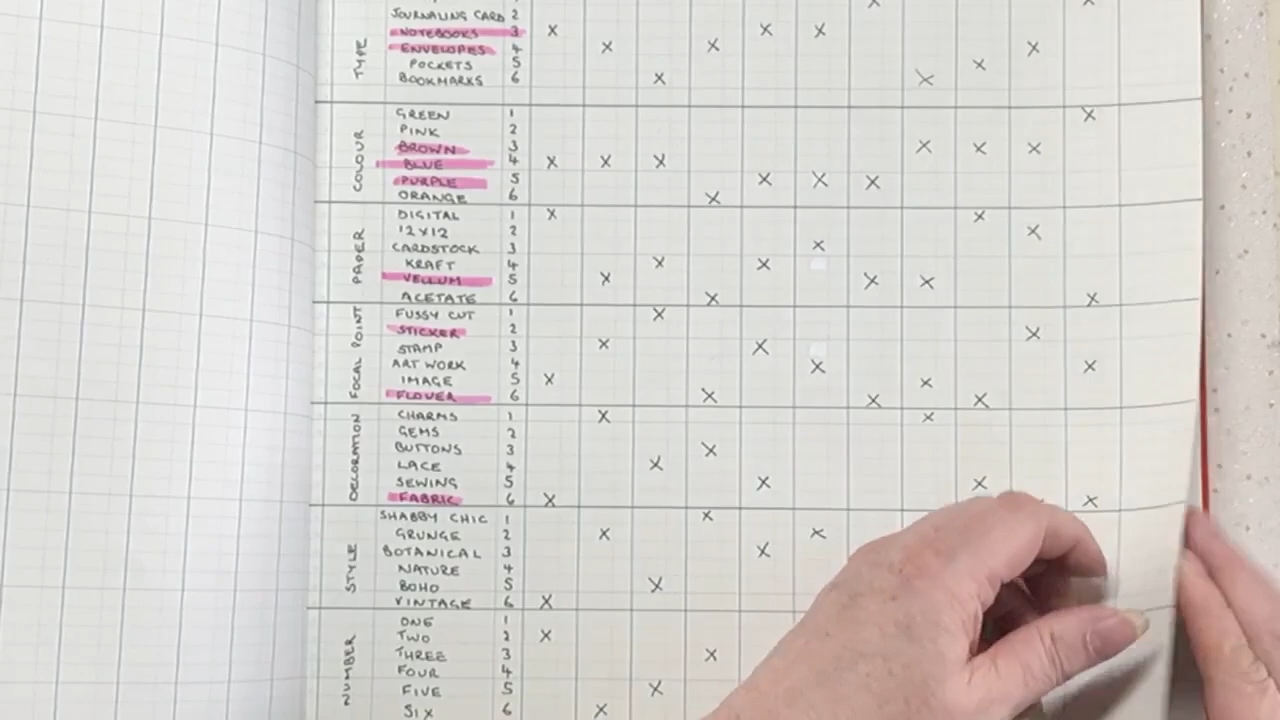 JOURNALING CARD 2
TYPE
NOTEBOOKS 3
ENVELOPES 4
POCKETS 5
BOOKMARKS 6
COLOUR
GREEN 1
PINK 2
BROWN 3
BLUE 4
PURPLE 5
ORANGE 6
PAPER
DIGITAL 1
12X12 2
CARDSTOCK 3
KRAFT 4
VELLUM 5
ACETATE 6
FOCAL POINT
FUSSY CUT 1
STICKER 2
STAMP 3
ART WORK 4
IMAGE 5
FLOWER 6
DECORATION
CHARMS 1
GEMS 2
BUTTONS 3
LACE 4
SEWING 5
FABRIC 6
STYLE
SHABBY CHIC 1
GRUNGE 2
BOTANICAL 3
NATURE 4
BOHO 5
VINTAGE 6
NUMBER
ONE 1
TWO 2
THREE 3
FOUR 4
FIVE 5
SIX 6